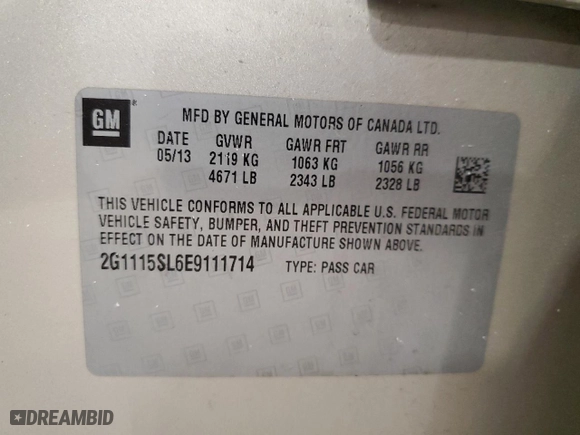 GM
MFD BY GENERAL MOTORS OF CANADA LTD.
DATE GVWR GAWR FRT GAWR RR
05/13 2119 KG 1063 KG 1056 KG
4671 LB 2343 LB 2328 LB
THIS VEHICLE CONFORMS TO ALL APPLICABLE U.S. FEDERAL MOTOR
VEHICLE SAFETY, BUMPER, AND THEFT PREVENTION STANDARDS IN
EFFECT ON THE DATE OF MANUFACTURE SHOWN ABOVE.
2G1115SL6E9111714 TYPE: PASS CAR
DREAMBID